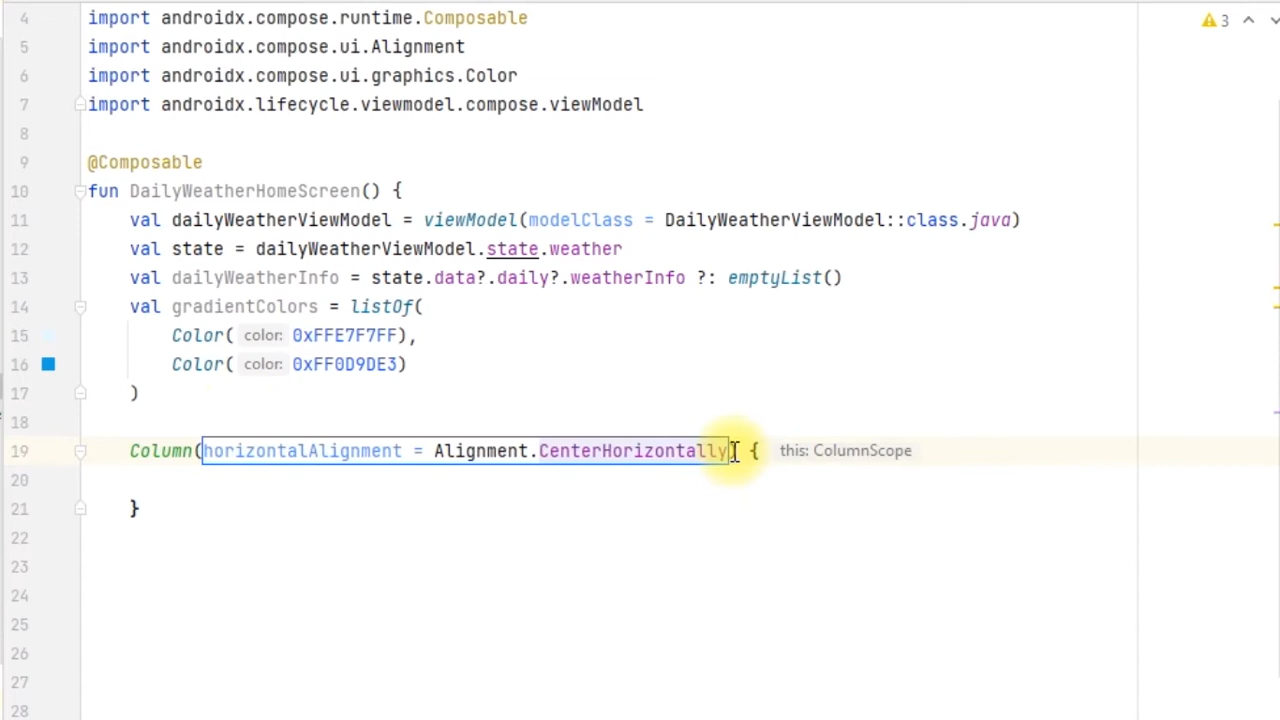 4 import androidx.compose.runtime.Composable
5 import androidx.compose.ui.Alignment
6 import androidx.compose.ui.graphics.Color
7 import androidx.lifecycle.viewmodel.compose.viewModel
8
9 @Composable
10 fun DailyWeatherHomeScreen() {
11 val dailyWeatherViewModel = viewModel(modelClass = DailyWeatherViewModel::class.java)
12 val state = dailyWeatherViewModel.state.weather
13 val dailyWeatherInfo = state.data?.daily?.weatherInfo ?: emptyList()
14 val gradientColors = listOf(
15 Color( color: 0xFFE7F7FF),
16 Color( color: 0xFF0D9DE3)
17 )
18
19 Column(horizontalAlignment = Alignment.CenterHorizontally) { this: ColumnScope
20
21 }
22
23
24
25
26
27
28
3